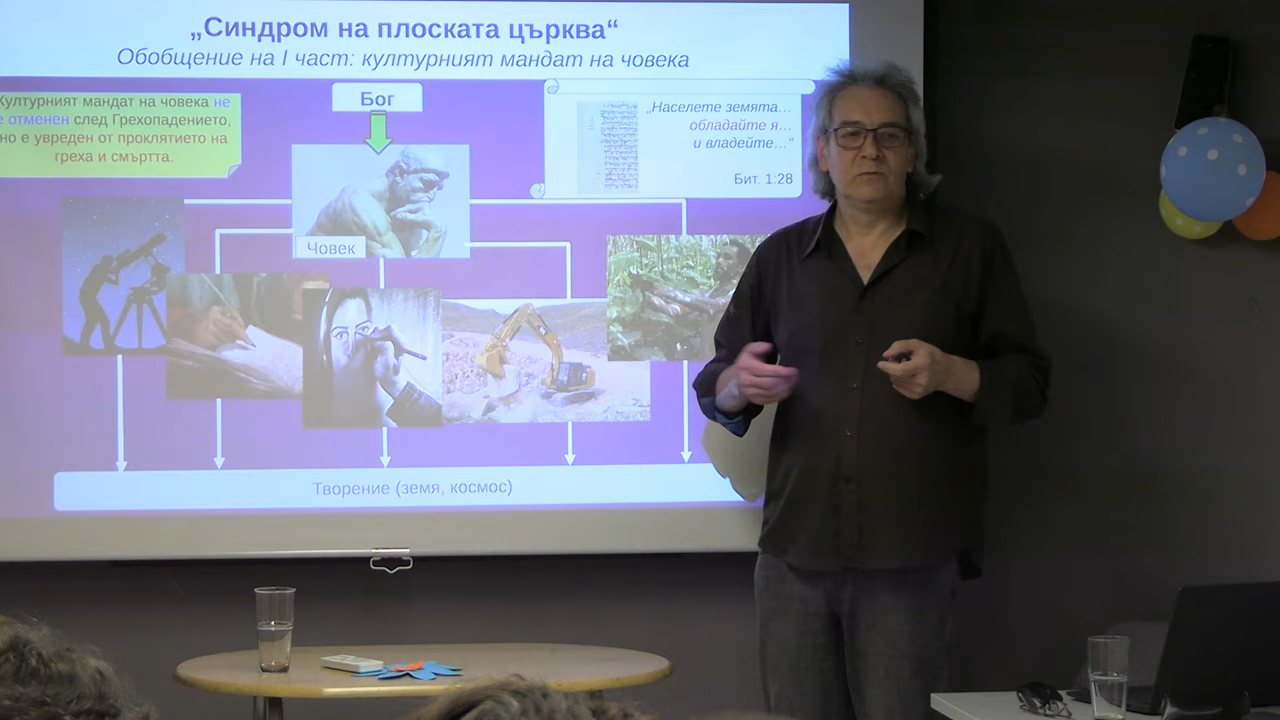 „Синдром на плоската църква“
Обобщение на I част: културният мандат на човека
Културният мандат на човека не
е отменен след Грехопадението,
но е увреден от проклятието на
греха и смъртта.
Бог
„Населете земята…
обладайте я…
и владейте…“
Бит. 1:28
Човек
Творение (земя, космос)